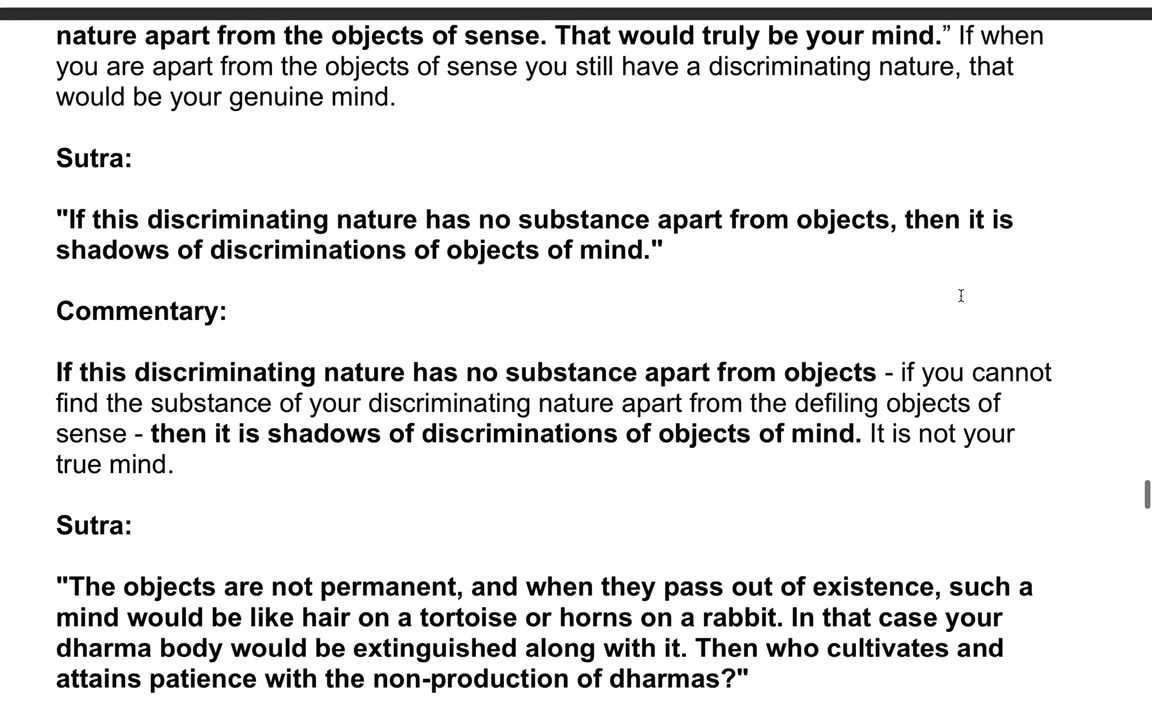 nature apart from the objects of sense. That would truly be your mind.” If when
you are apart from the objects of sense you still have a discriminating nature, that
would be your genuine mind.
Sutra:
"If this discriminating nature has no substance apart from objects, then it is
shadows of discriminations of objects of mind."
Commentary:
If this discriminating nature has no substance apart from objects - if you cannot
find the substance of your discriminating nature apart from the defiling objects of
sense - then it is shadows of discriminations of objects of mind. It is not your
true mind.
Sutra:
"The objects are not permanent, and when they pass out of existence, such a
mind would be like hair on a tortoise or horns on a rabbit. In that case your
dharma body would be extinguished along with it. Then who cultivates and
attains patience with the non-production of dharmas?"